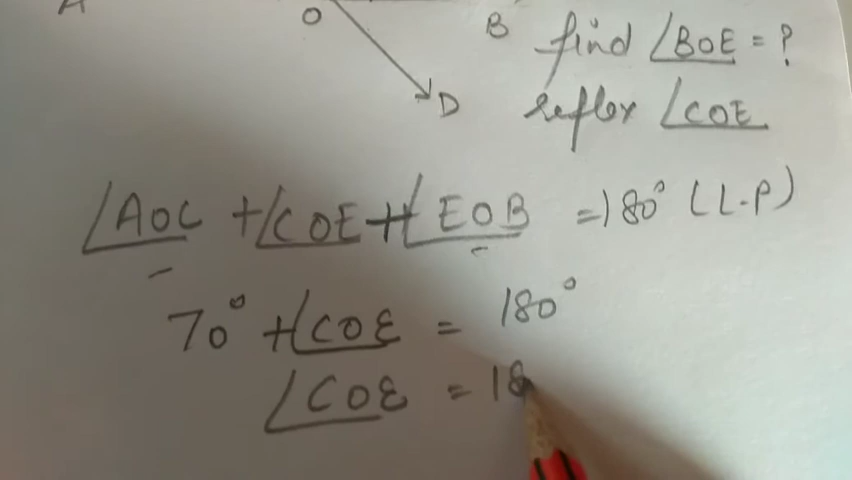 A
O
B
find ∠BOE = ?
D
reflex ∠COE
∠AOC + ∠COE + ∠EOB = 180° (L.P)
70° + ∠COE = 180°
∠COE = 18